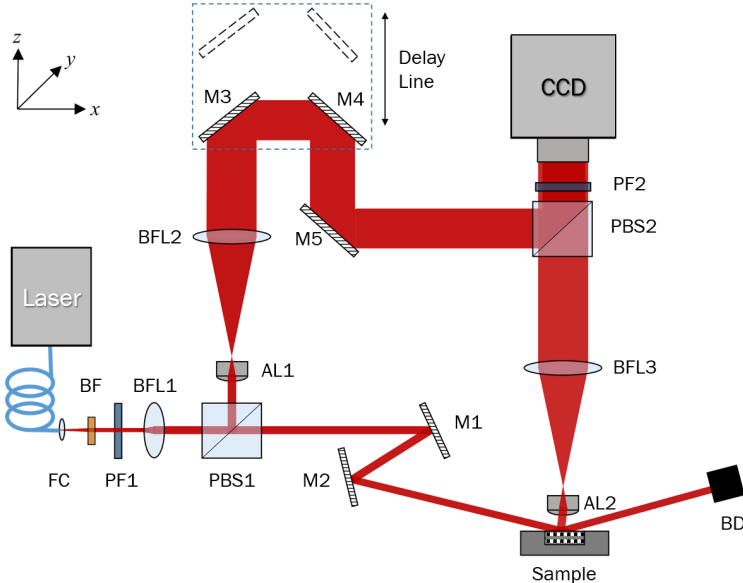 z
y
x
M3
M4
Delay
Line
CCD
PF2
PBS2
BFL2
M5
Laser
BFL3
AL1
BF
BFL1
M1
FC
PF1
PBS1
M2
AL2
BD
Sample